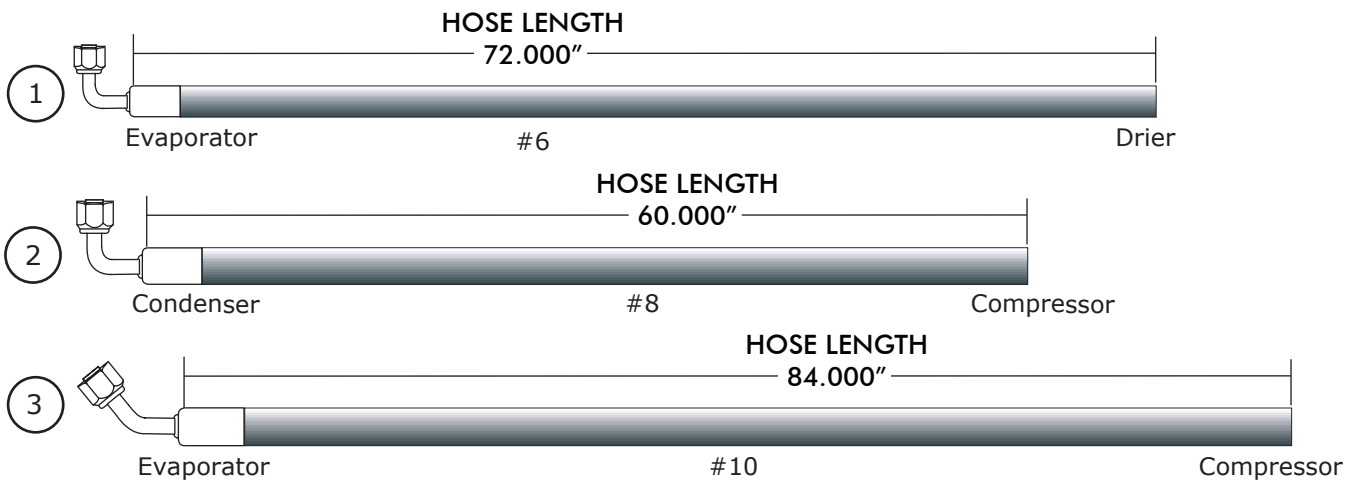 HOSE LENGTH
72.000”
1
Evaporator #6 Drier
HOSE LENGTH
60.000”
2
Condenser #8 Compressor
HOSE LENGTH
84.000”
3
Evaporator #10 Compressor